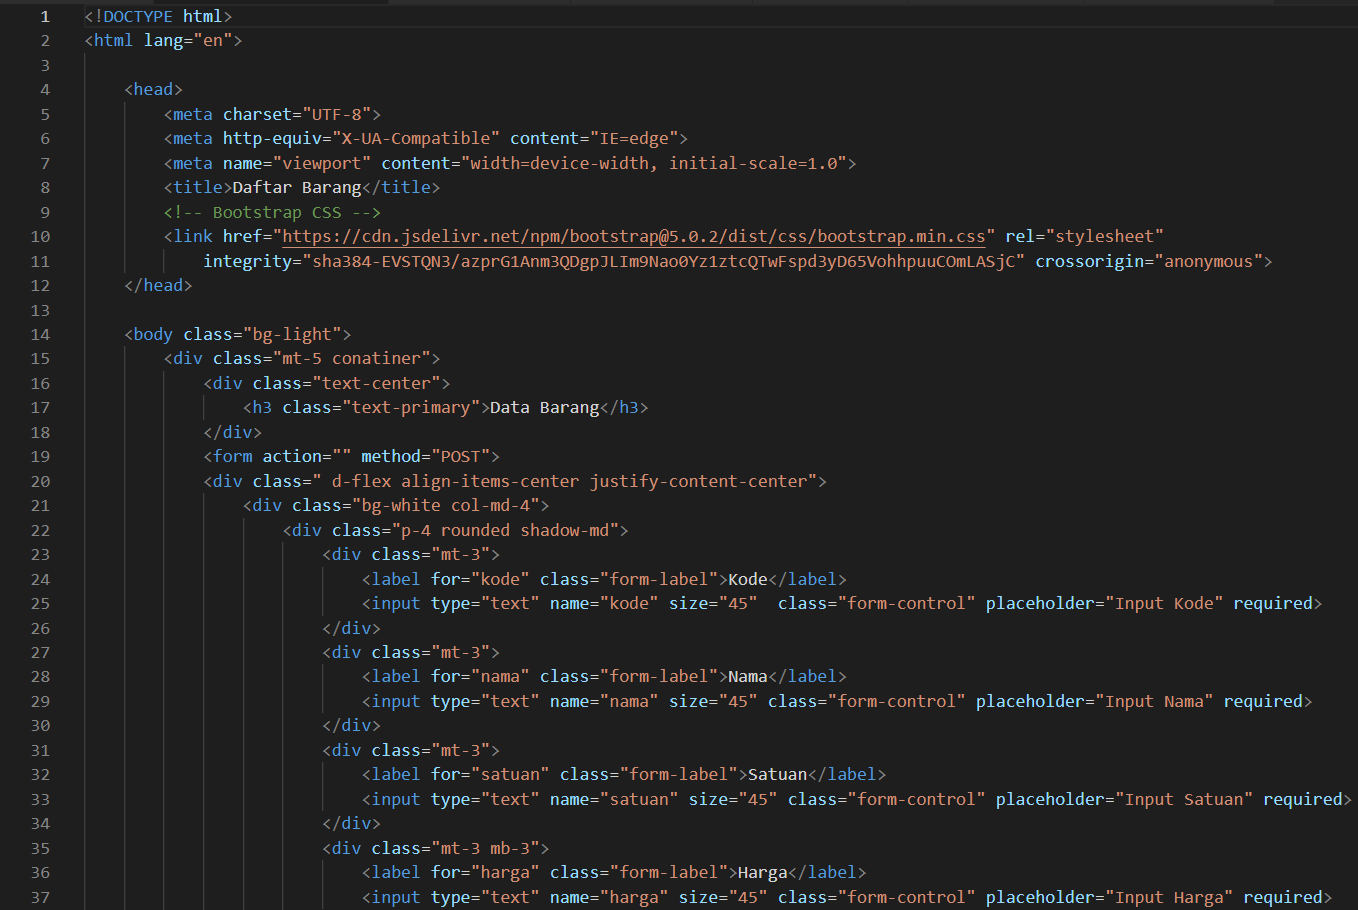 1 <!DOCTYPE html>
2 <html lang="en">
3
4 <head>
5 <meta charset="UTF-8">
6 <meta http-equiv="X-UA-Compatible" content="IE=edge">
7 <meta name="viewport" content="width=device-width, initial-scale=1.0">
8 <title>Daftar Barang</title>
9 <!-- Bootstrap CSS -->
10 <link href="https://cdn.jsdelivr.net/npm/bootstrap@5.0.2/dist/css/bootstrap.min.css" rel="stylesheet"
11 integrity="sha384-EVSTQN3/azprG1Anm3QDgpJLIm9Nao0Yz1ztcQTwFspd3yD65VohhpuuCOmLASjC" crossorigin="anonymous">
12 </head>
13
14 <body class="bg-light">
15 <div class="mt-5 conatiner">
16 <div class="text-center">
17 <h3 class="text-primary">Data Barang</h3>
18 </div>
19 <form action="" method="POST">
20 <div class=" d-flex align-items-center justify-content-center">
21 <div class="bg-white col-md-4">
22 <div class="p-4 rounded shadow-md">
23 <div class="mt-3">
24 <label for="kode" class="form-label">Kode</label>
25 <input type="text" name="kode" size="45"  class="form-control" placeholder="Input Kode" required>
26 </div>
27 <div class="mt-3">
28 <label for="nama" class="form-label">Nama</label>
29 <input type="text" name="nama" size="45" class="form-control" placeholder="Input Nama" required>
30 </div>
31 <div class="mt-3">
32 <label for="satuan" class="form-label">Satuan</label>
33 <input type="text" name="satuan" size="45" class="form-control" placeholder="Input Satuan" required>
34 </div>
35 <div class="mt-3 mb-3">
36 <label for="harga" class="form-label">Harga</label>
37 <input type="text" name="harga" size="45" class="form-control" placeholder="Input Harga" required>